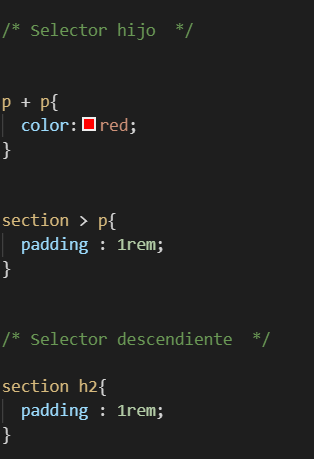 /* Selector hijo  */
p + p{
color: red;
}
section > p{
padding : 1rem;
}
/* Selector descendiente  */
section h2{
padding : 1rem;
}